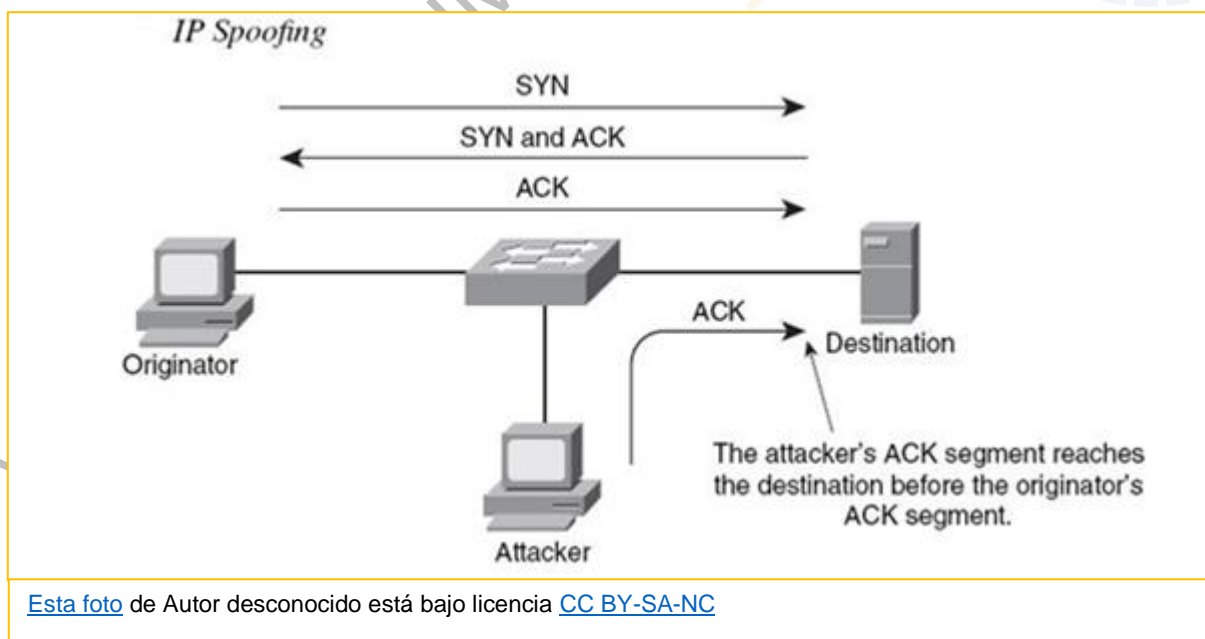 IP Spoofing
SYN
SYN and ACK
ACK
ACK
Originator
Destination
The attacker's ACK segment reaches
the destination before the originator's
ACK segment.
Attacker
Esta foto de Autor desconocido está bajo licencia CC BY-SA-NC